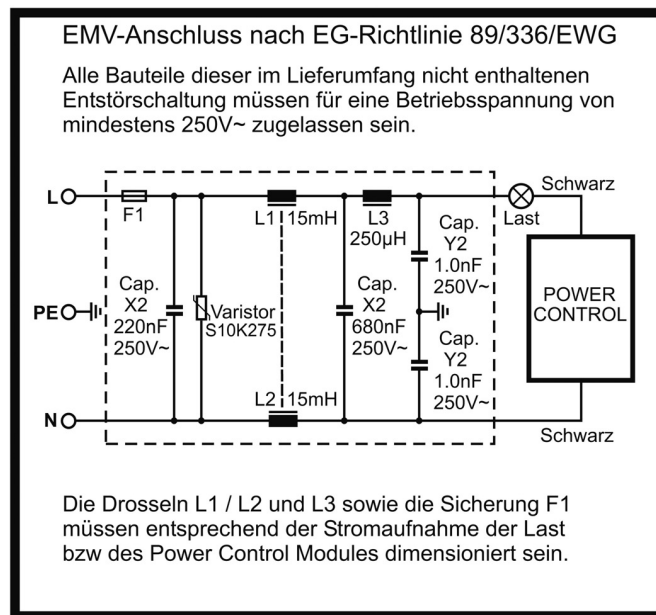 EMV-Anschluss nach EG-Richtlinie 89/336/EWG
Alle Bauteile dieser im Lieferumfang nicht enthaltenen
Entstörschaltung müssen für eine Betriebsspannung von
mindestens 250V~ zugelassen sein.
L
F1
L1 15mH
L3
250µH
Last
Schwarz
Cap.
Y2
1.0nF
250V~
PE
Cap.
X2
220nF
250V~
Varistor
S10K275
Cap.
X2
680nF
250V~
POWER
CONTROL
Cap.
Y2
1.0nF
250V~
L2 15mH
N
Schwarz
Die Drosseln L1 / L2 und L3 sowie die Sicherung F1
müssen entsprechend der Stromaufnahme der Last
bzw des Power Control Modules dimensioniert sein.